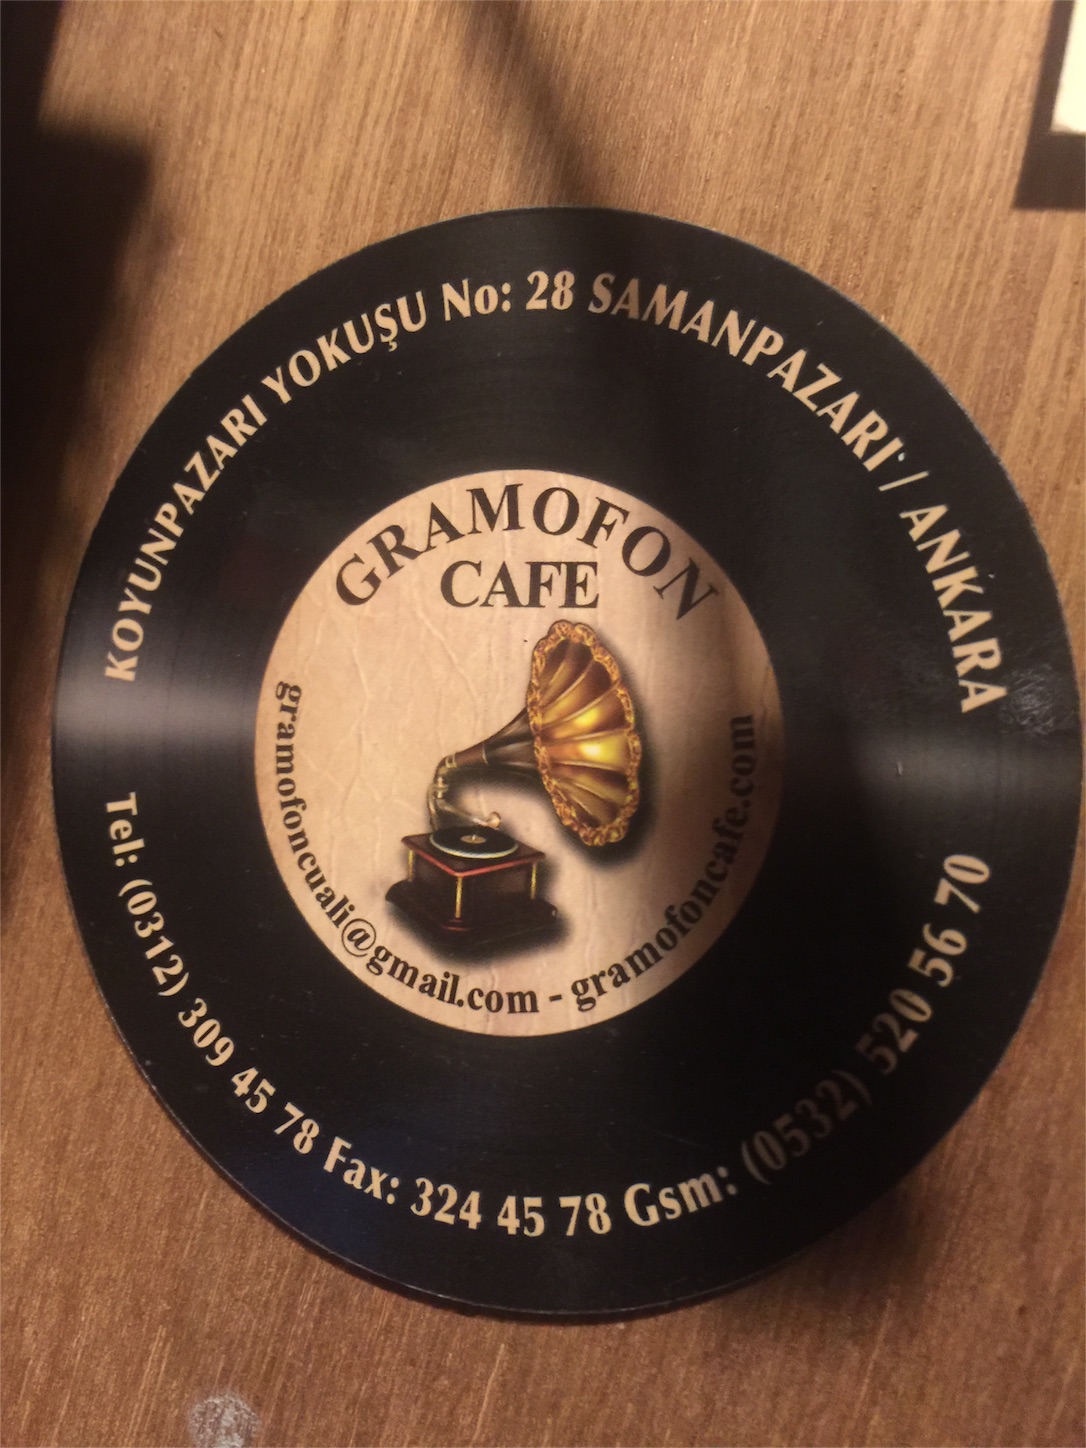 KOYUNPAZARI YOKUŞU No: 28 SAMANPAZARI / ANKARA
GRAMOFON
CAFE
gramofoncuali@gmail.com - gramofoncafe.com
Tel: (0312) 309 45 78 Fax: 324 45 78 Gsm: (0532) 520 56 70